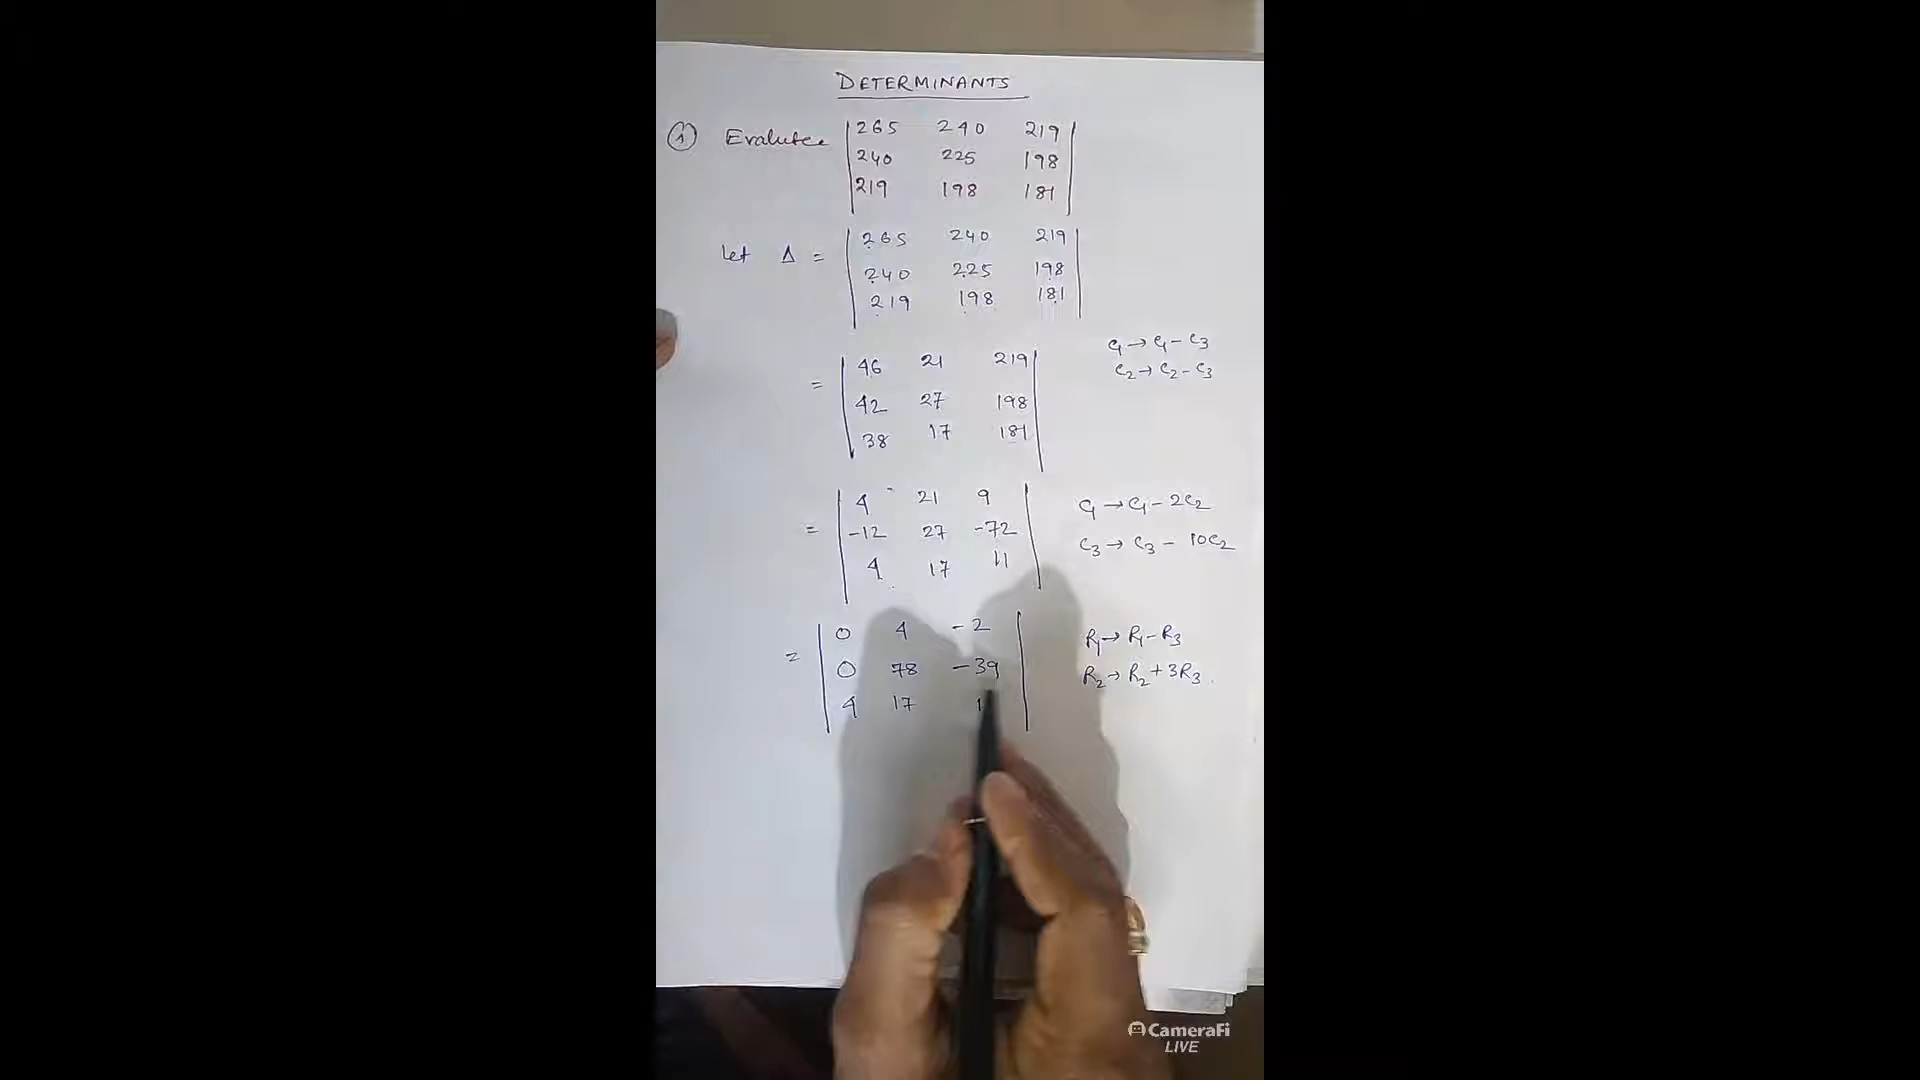 DETERMINANTS
1 Evalutee | 265 240 219 |
| 240 225 198 |
| 219 198 181 |
Let Δ = | 265 240 219 |
| 240 225 198 |
| 219 198 181 |
C1 → C1 - C3
C2 → C2 - C3
= | 46 21 219 |
| 42 27 198 |
| 38 17 181 |
= | 4 21 9 | C1 → C1 - 2C2
| -12 27 -72 | C3 → C3 - 10C2
| 4 17 11 |
= | 0 4 -2 | R1 → R1 - R3
| 0 78 -39 | R2 → R2 + 3R3.
| 4 17 |
CameraFi
LIVE